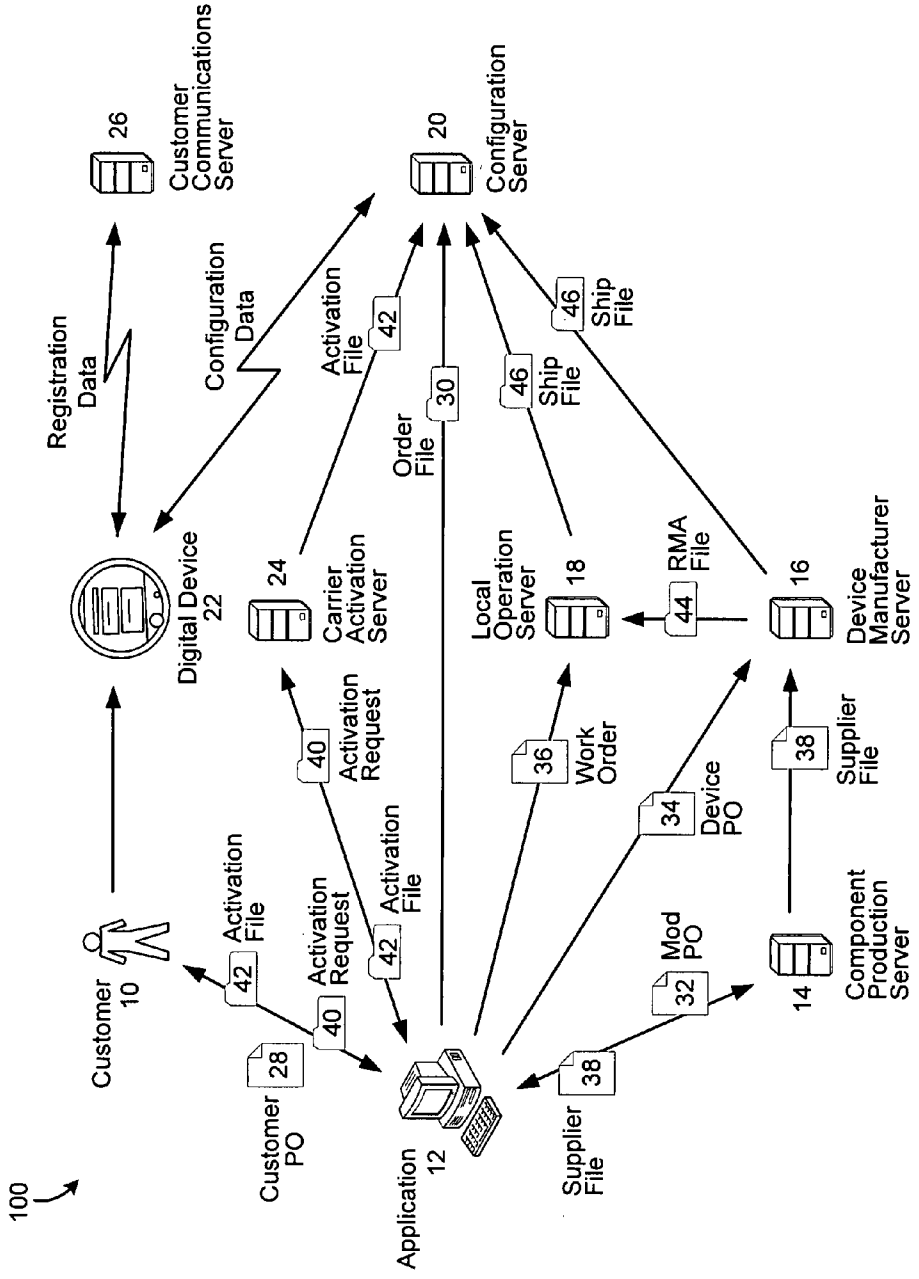 100
Customer
10
Digital Device
22
Registration
Data
26
Customer
Communications
Server
Configuration
Data
42
Activation
File
28
Customer
PO
40
Activation
Request
40
Activation
Request
24
Carrier
Activation
Server
Activation
File
42
42
Activation
File
Application
12
Order
File
30
20
Configuration
Server
36
Work
Order
Local
Operation
Server
18
46
Ship
File
46
Ship
File
44
RMA
File
34
Device
PO
38
Supplier
File
32
Mod
PO
14
Component
Production
Server
38
Supplier
File
16
Device
Manufacturer
Server